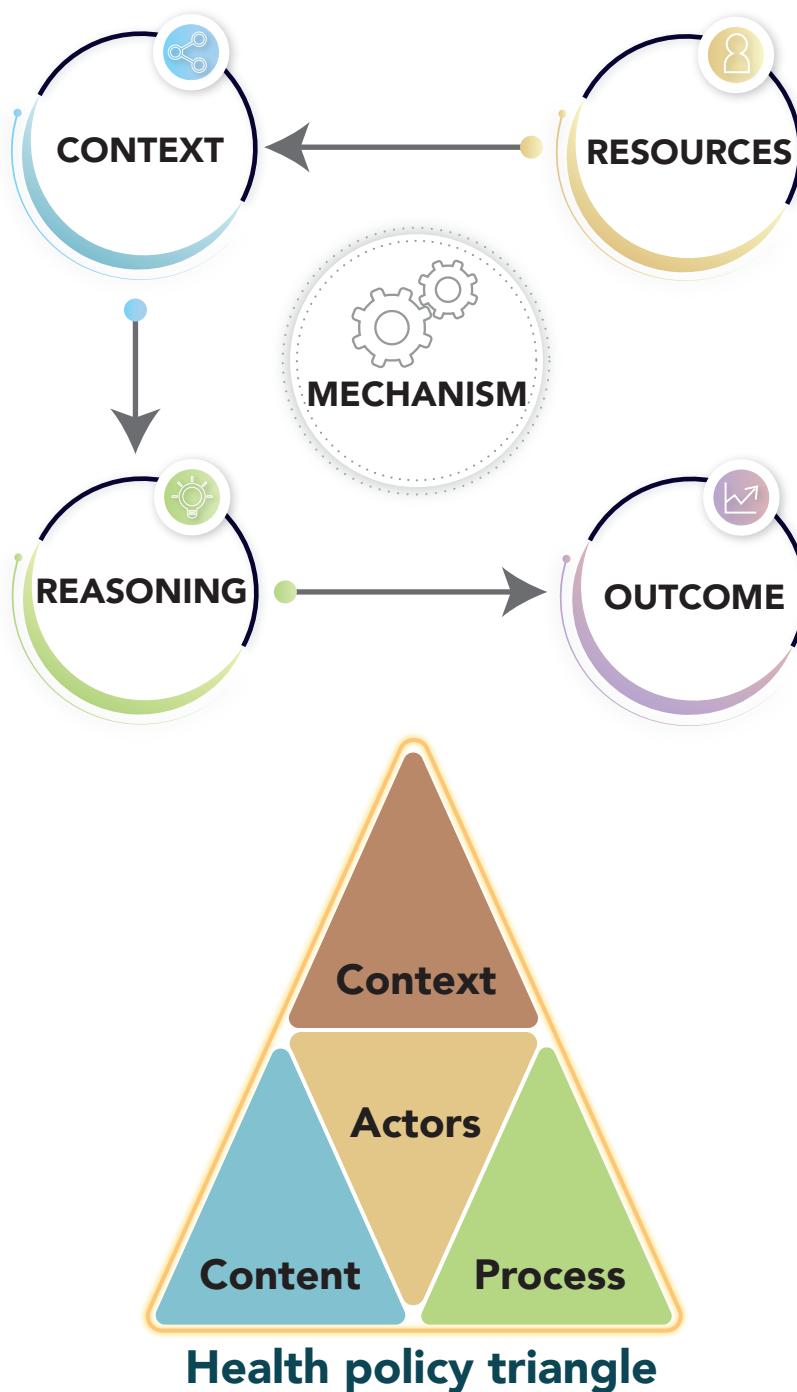 CONTEXT
RESOURCES
MECHANISM
REASONING
OUTCOME
Context
Actors
Content
Process
Health policy triangle